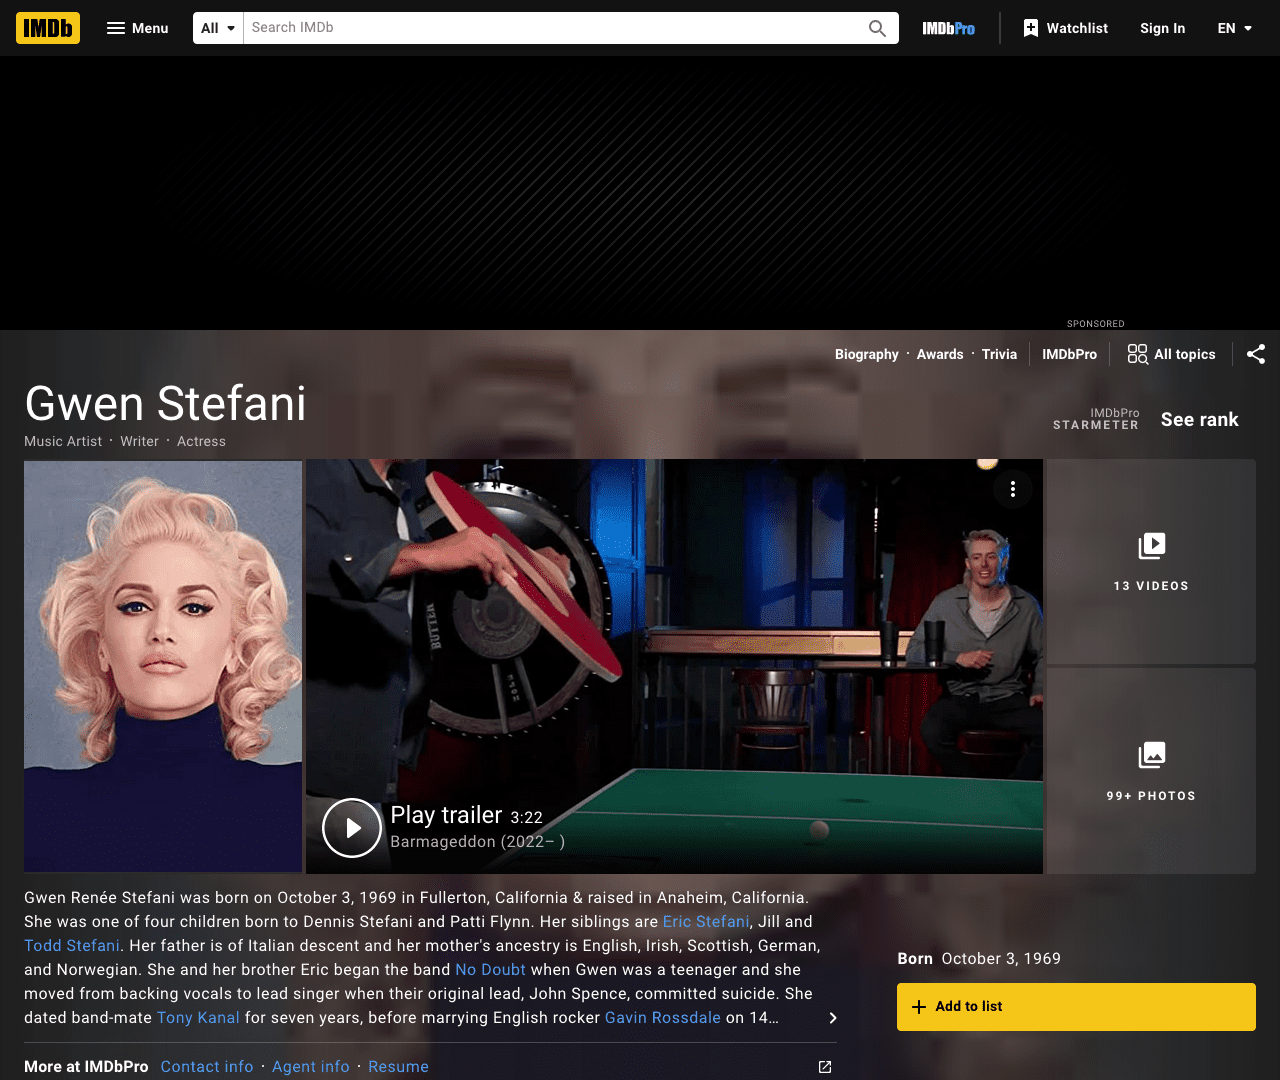 IMDb
Menu
All
Search IMDb
IMDbPro
Watchlist
Sign In
EN
SPONSORED
Biography · Awards · Trivia
IMDbPro
All topics
Gwen Stefani
Music Artist · Writer · Actress
IMDbPro
STARMETER
See rank
BUTTER
13 VIDEOS
99+ PHOTOS
Play trailer 3:22
Barmageddon (2022– )
Gwen Renée Stefani was born on October 3, 1969 in Fullerton, California & raised in Anaheim, California.
She was one of four children born to Dennis Stefani and Patti Flynn. Her siblings are Eric Stefani, Jill and
Todd Stefani. Her father is of Italian descent and her mother's ancestry is English, Irish, Scottish, German,
and Norwegian. She and her brother Eric began the band No Doubt when Gwen was a teenager and she
moved from backing vocals to lead singer when their original lead, John Spence, committed suicide. She
dated band-mate Tony Kanal for seven years, before marrying English rocker Gavin Rossdale on 14…
Born October 3, 1969
Add to list
More at IMDbPro Contact info · Agent info · Resume